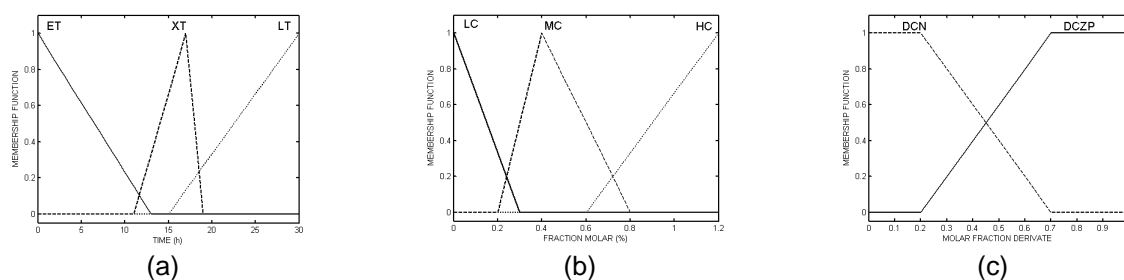 ET XT LT
1
0.8
0.6
0.4
0.2
0
MEMBERSHIP FUNCTION
0 5 10 15 20 25 30
TIME (h)
(a)
LC MC HC
1
0.8
0.6
0.4
0.2
0
MEMBERSHIP FUNCTION
0 0.2 0.4 0.6 0.8 1 1.2
FRACTION MOLAR (%)
(b)
DCN DCZP
1
0.8
0.6
0.4
0.2
0
MEMBERSHIP FUNCTION
0 0.1 0.2 0.3 0.4 0.5 0.6 0.7 0.8 0.9
MOLAR FRACTION DERIVATE
(c)